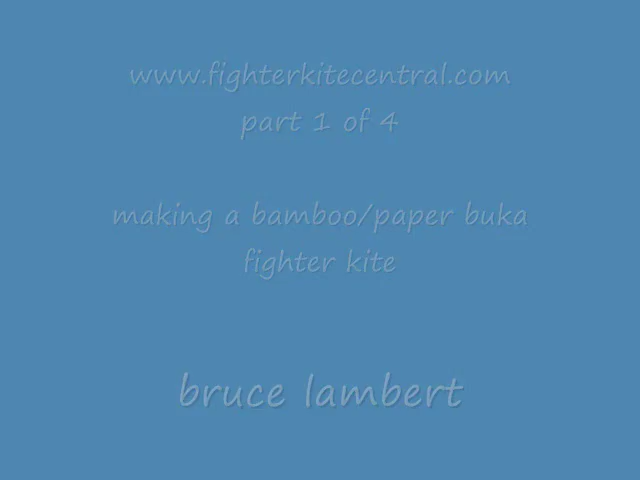 www.fighterkitecentral.com
part 1 of 4
making a bamboo/paper buka
fighter kite
bruce lambert